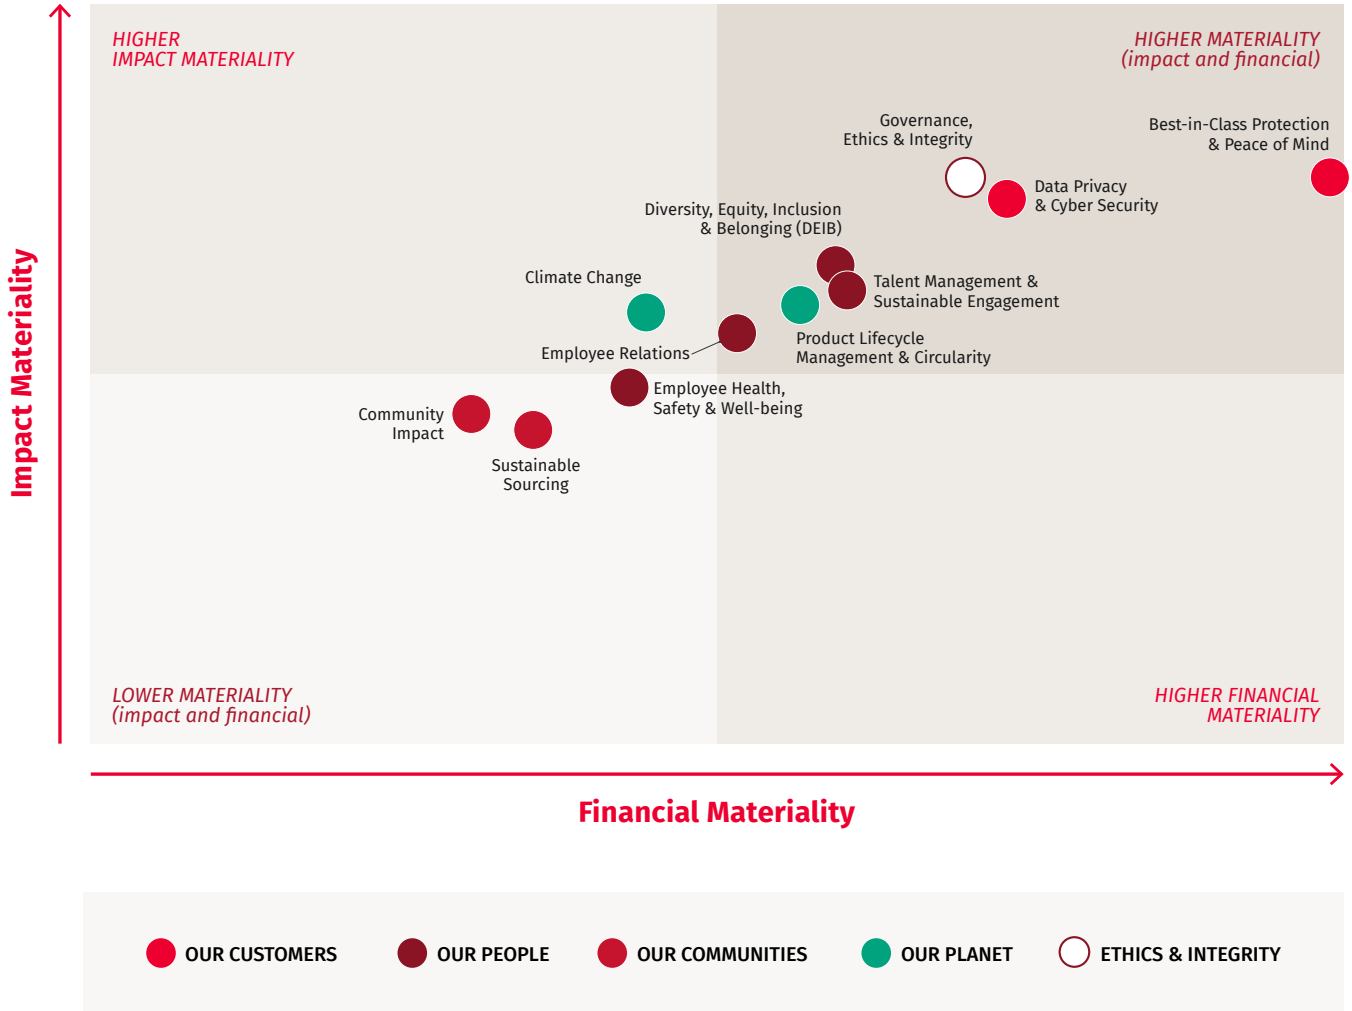 HIGHER
IMPACT MATERIALITY
HIGHER MATERIALITY
(impact and financial)
Governance,
Ethics & Integrity
Best-in-Class Protection
& Peace of Mind
Data Privacy
& Cyber Security
Diversity, Equity, Inclusion
& Belonging (DEIB)
Climate Change
Talent Management &
Sustainable Engagement
Employee Relations
Product Lifecycle
Management & Circularity
Employee Health,
Safety & Well-being
Community
Impact
Sustainable
Sourcing
Impact Materiality
LOWER MATERIALITY
(impact and financial)
HIGHER FINANCIAL
MATERIALITY
Financial Materiality
OUR CUSTOMERS
OUR PEOPLE
OUR COMMUNITIES
OUR PLANET
ETHICS & INTEGRITY